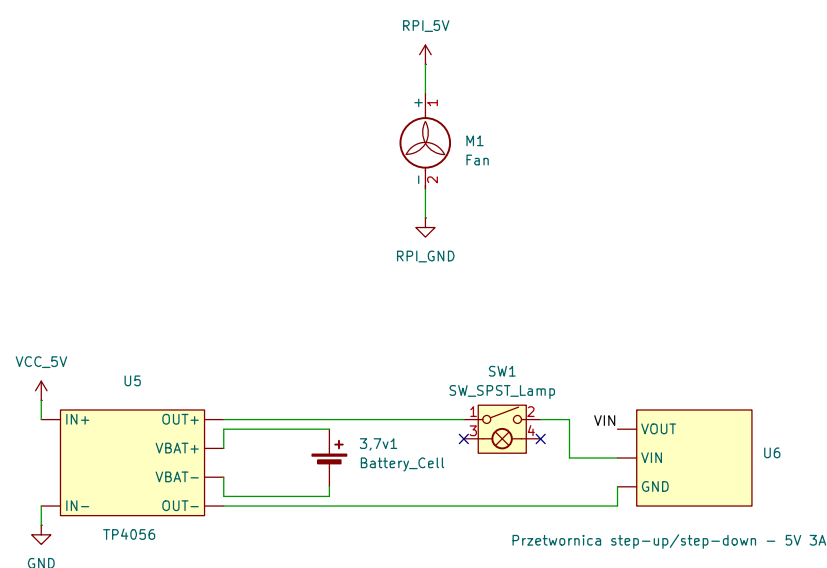 RPI_5V
+ 1
M1
Fan
- 2
RPI_GND
VCC_5V
U5
SW1
SW_SPST_Lamp
IN+
OUT+
1
2
VIN
VOUT
3
4
3,7v1
VBAT+
U6
Battery_Cell
VIN
VBAT-
GND
IN-
OUT-
TP4056
Przetwornica step-up/step-down - 5V 3A
GND